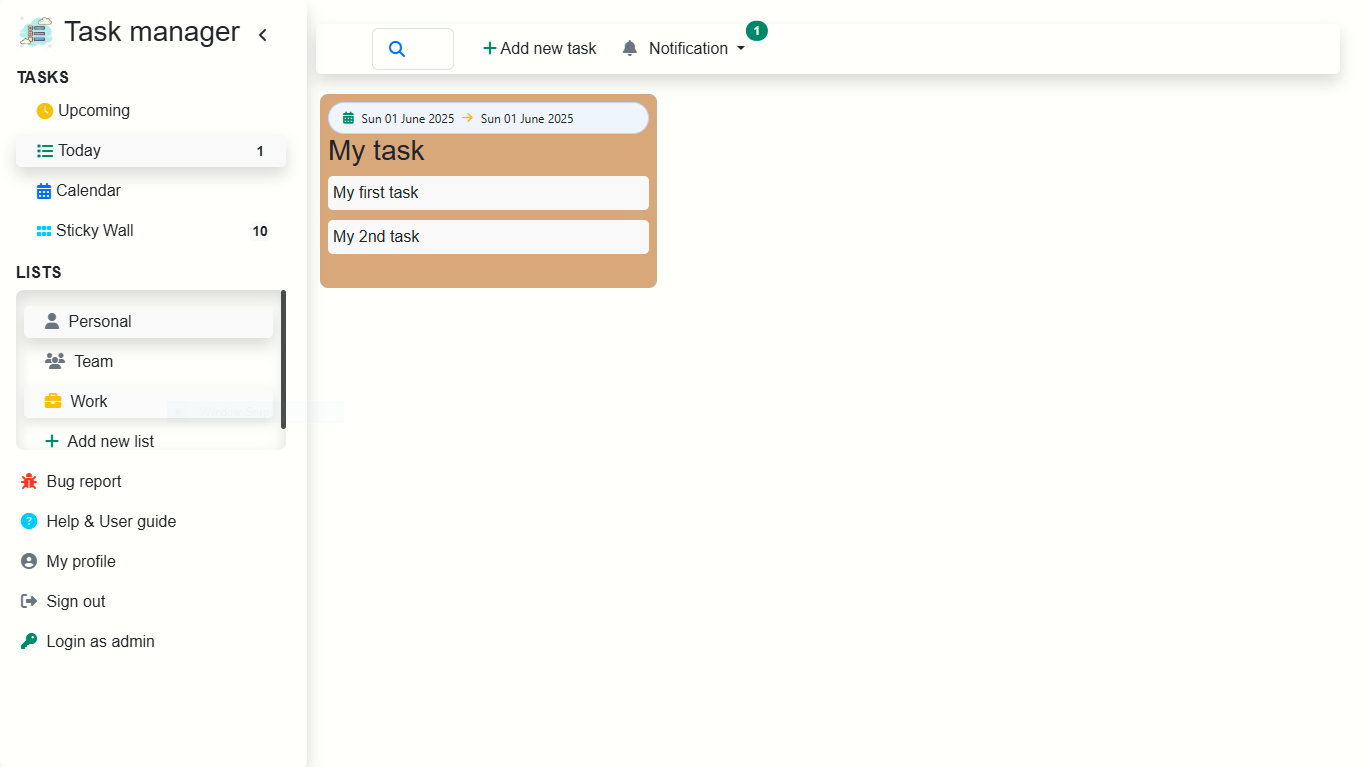 Task manager
TASKS
Upcoming
Today 1
Calendar
Sticky Wall 10
LISTS
Personal
Team
Work
Add new list
Bug report
Help & User guide
My profile
Sign out
Login as admin
Add new task
Notification 1
Sun 01 June 2025 → Sun 01 June 2025
My task
My first task
My 2nd task